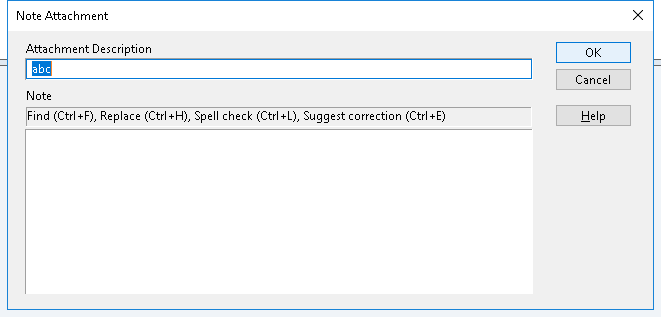 Note Attachment
Attachment Description
OK
abc
Cancel
Note
Find (Ctrl+F), Replace (Ctrl+H), Spell check (Ctrl+L), Suggest correction (Ctrl+E)
Help